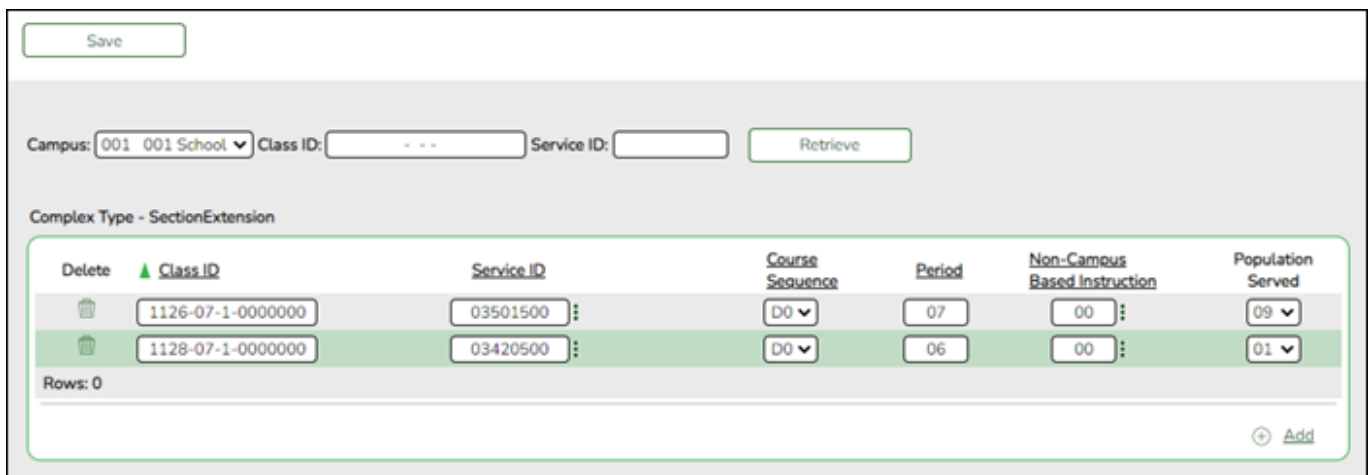 Save
Campus: 001 001 School Class ID: - - - Service ID: Retrieve
Complex Type - SectionExtension
Delete Class ID Service ID Course Sequence Period Non-Campus Based Instruction Population Served
1126-07-1-0000000 03501500 D0 07 00 09
1128-07-1-0000000 03420500 D0 06 00 01
Rows: 0
Add